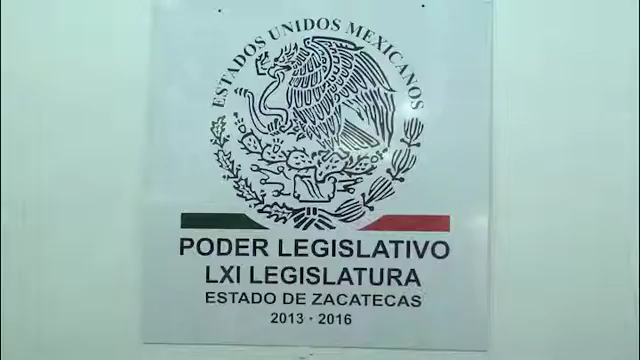 ESTADOS UNIDOS MEXICANOS
PODER LEGISLATIVO
LXI LEGISLATURA
ESTADO DE ZACATECAS
2013 · 2016